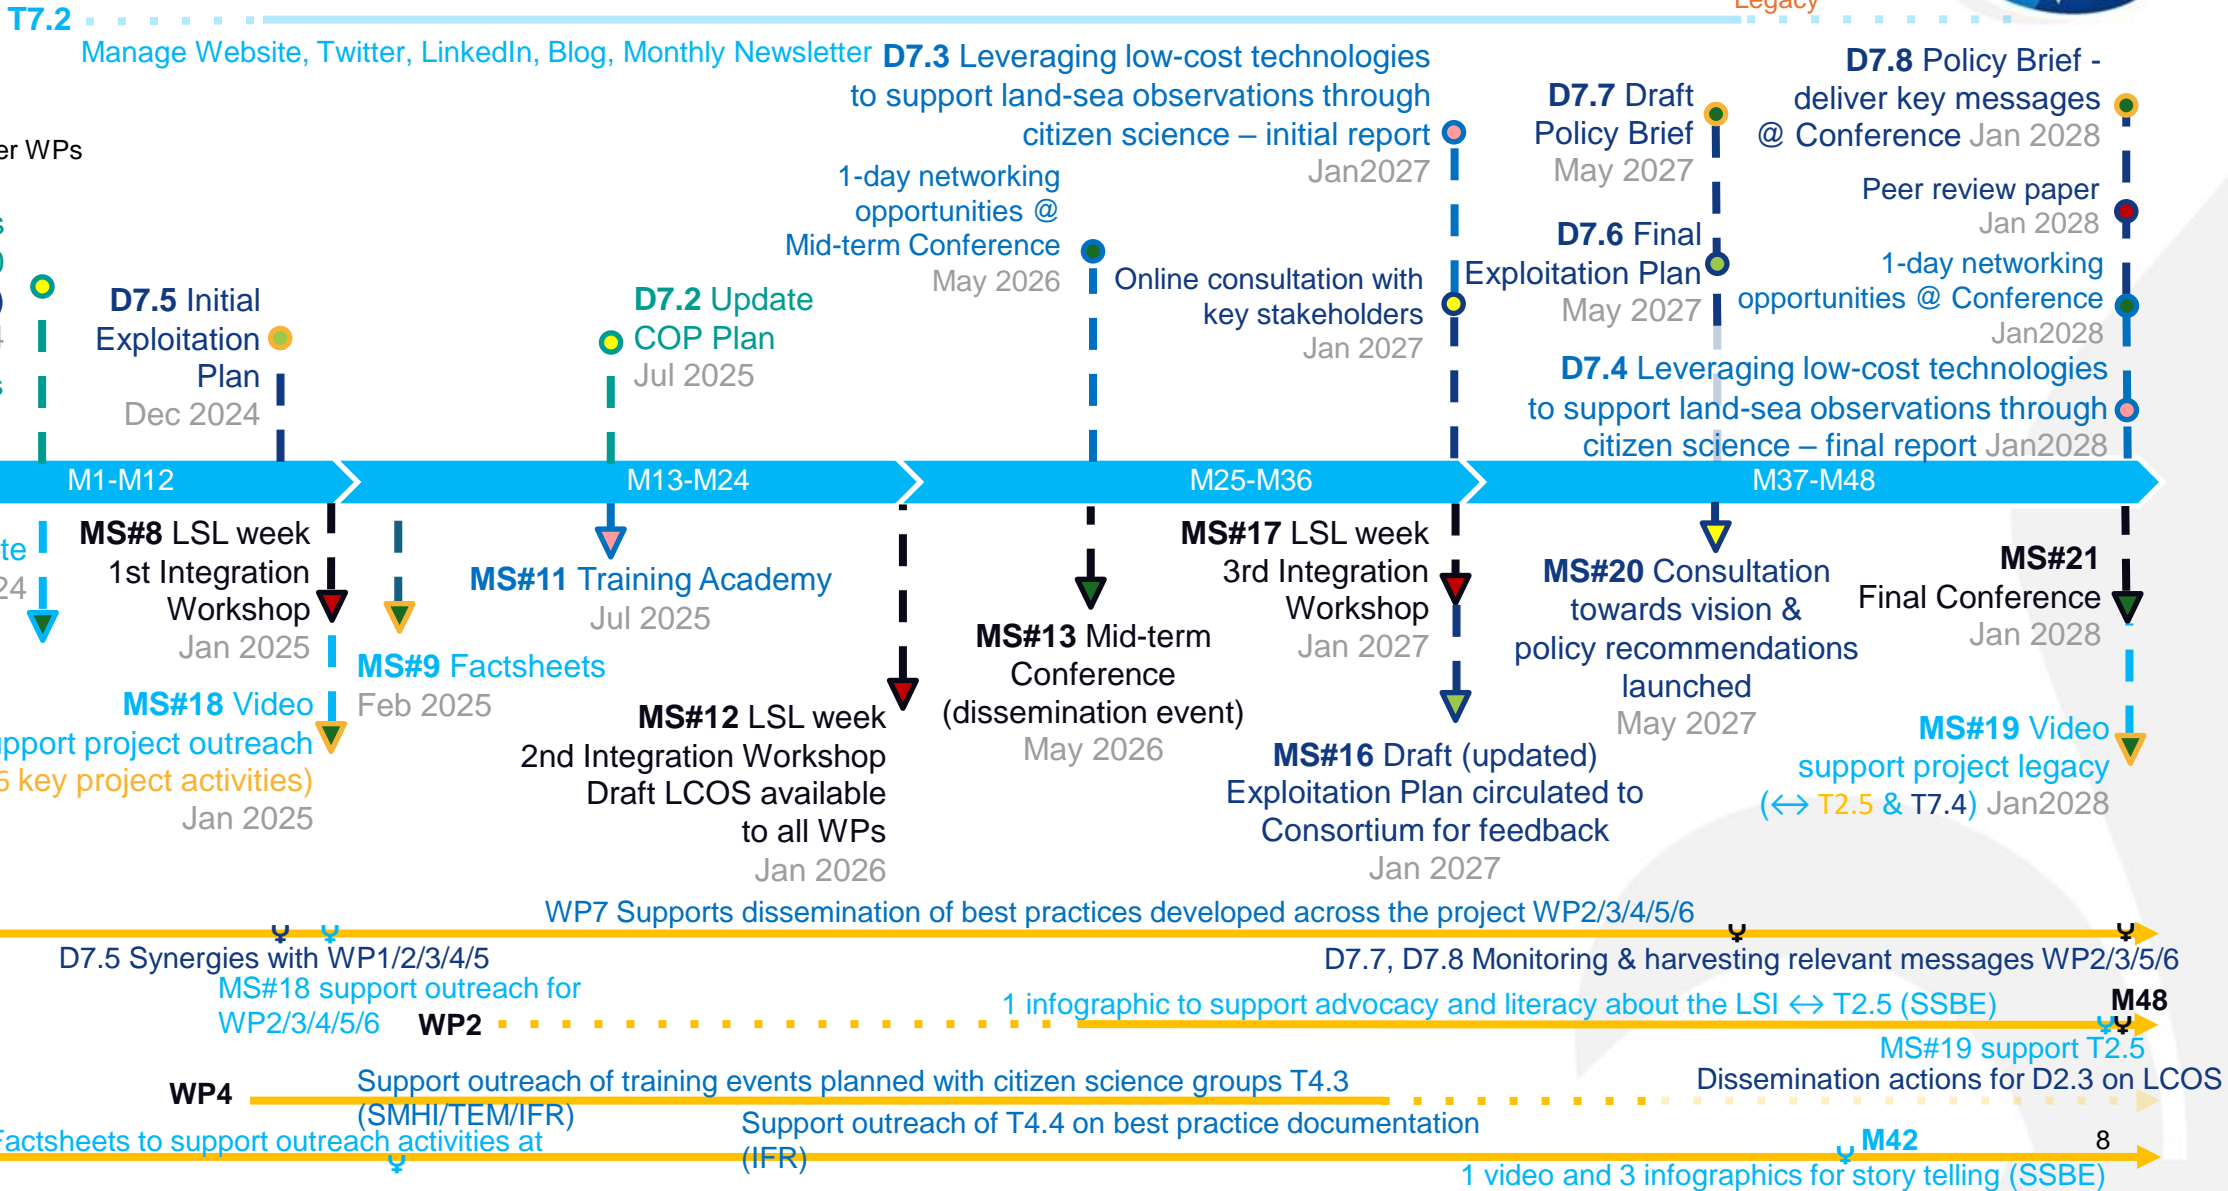 Legacy
T7.2
Manage Website, Twitter, LinkedIn, Blog, Monthly Newsletter
D7.3 Leveraging low-cost technologies
to support land-sea observations through
citizen science – initial report
Jan2027
D7.7 Draft
Policy Brief
May 2027
D7.8 Policy Brief -
deliver key messages
@ Conference Jan 2028
er WPs
1-day networking
opportunities @
Mid-term Conference
May 2026
Peer review paper
Jan 2028
D7.6 Final
Exploitation Plan
May 2027
1-day networking
opportunities @ Conference
Jan2028
Online consultation with
key stakeholders
Jan 2027
D7.5 Initial
Exploitation
Plan
Dec 2024
D7.2 Update
COP Plan
Jul 2025
D7.4 Leveraging low-cost technologies
to support land-sea observations through
citizen science – final report Jan2028
M1-M12
M13-M24
M25-M36
M37-M48
te
24
MS#8 LSL week
1st Integration
Workshop
Jan 2025
MS#9 Factsheets
Feb 2025
MS#11 Training Academy
Jul 2025
MS#18 Video
upport project outreach
6 key project activities)
Jan 2025
MS#12 LSL week
2nd Integration Workshop
Draft LCOS available
to all WPs
Jan 2026
MS#13 Mid-term
Conference
(dissemination event)
May 2026
MS#17 LSL week
3rd Integration
Workshop
Jan 2027
MS#16 Draft (updated)
Exploitation Plan circulated to
Consortium for feedback
Jan 2027
MS#20 Consultation
towards vision &
policy recommendations
launched
May 2027
MS#21
Final Conference
Jan 2028
MS#19 Video
support project legacy
(↔ T2.5 & T7.4) Jan2028
WP7 Supports dissemination of best practices developed across the project WP2/3/4/5/6
D7.5 Synergies with WP1/2/3/4/5
D7.7, D7.8 Monitoring & harvesting relevant messages WP2/3/5/6
MS#18 support outreach for
WP2/3/4/5/6
WP2
1 infographic to support advocacy and literacy about the LSI ↔ T2.5 (SSBE)
M48
MS#19 support T2.5
WP4
Support outreach of training events planned with citizen science groups T4.3
(SMHI/TEM/IFR)
Dissemination actions for D2.3 on LCOS
Support outreach of T4.4 on best practice documentation
(IFR)
Factsheets to support outreach activities at
M42
8
1 video and 3 infographics for story telling (SSBE)